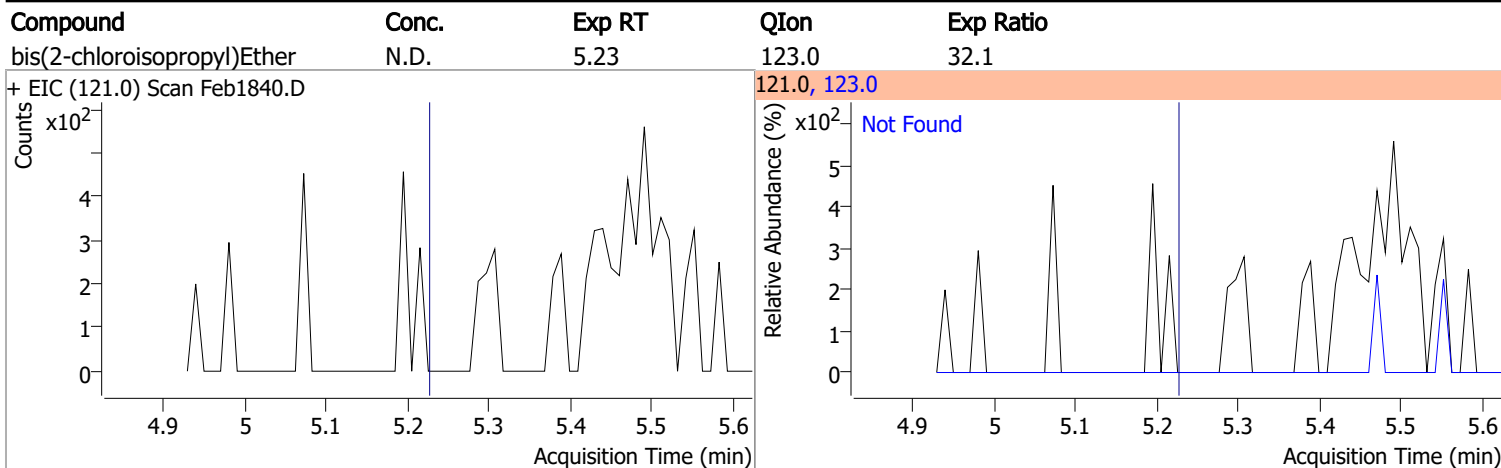 Compound Conc. Exp RT QIon Exp Ratio
bis(2-chloroisopropyl)Ether N.D. 5.23 123.0 32.1
+ EIC (121.0) Scan Feb1840.D
Counts
x10²
4
3
2
1
0
4.9 5 5.1 5.2 5.3 5.4 5.5 5.6
Acquisition Time (min)
121.0, 123.0
Relative Abundance (%)
x10²
Not Found
5
4
3
2
1
0
4.9 5 5.1 5.2 5.3 5.4 5.5 5.6
Acquisition Time (min)